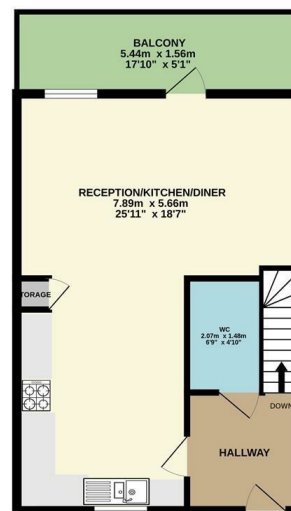 BALCONY
5.44m x 1.56m
17'10" x 5'1"
RECEPTION/KITCHEN/DINER
7.89m x 5.66m
25'11" x 18'7"
TORAGE
WC
2.07m x 1.48m
6'9" x 4'10"
DOWN
HALLWAY